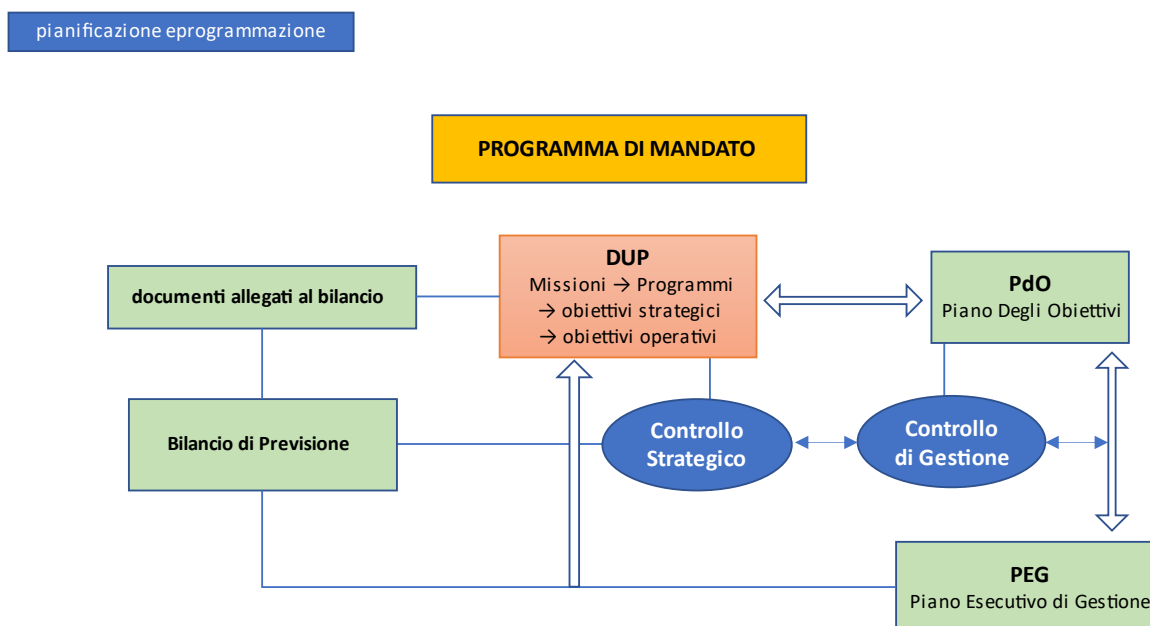 pianificazione eprogrammazione
PROGRAMMA DI MANDATO
DUP
Missioni → Programmi
→ obiettivi strategici
→ obiettivi operativi
documenti allegati al bilancio
PdO
Piano Degli Obiettivi
Bilancio di Previsione
Controllo
Strategico
Controllo
di Gestione
PEG
Piano Esecutivo di Gestione